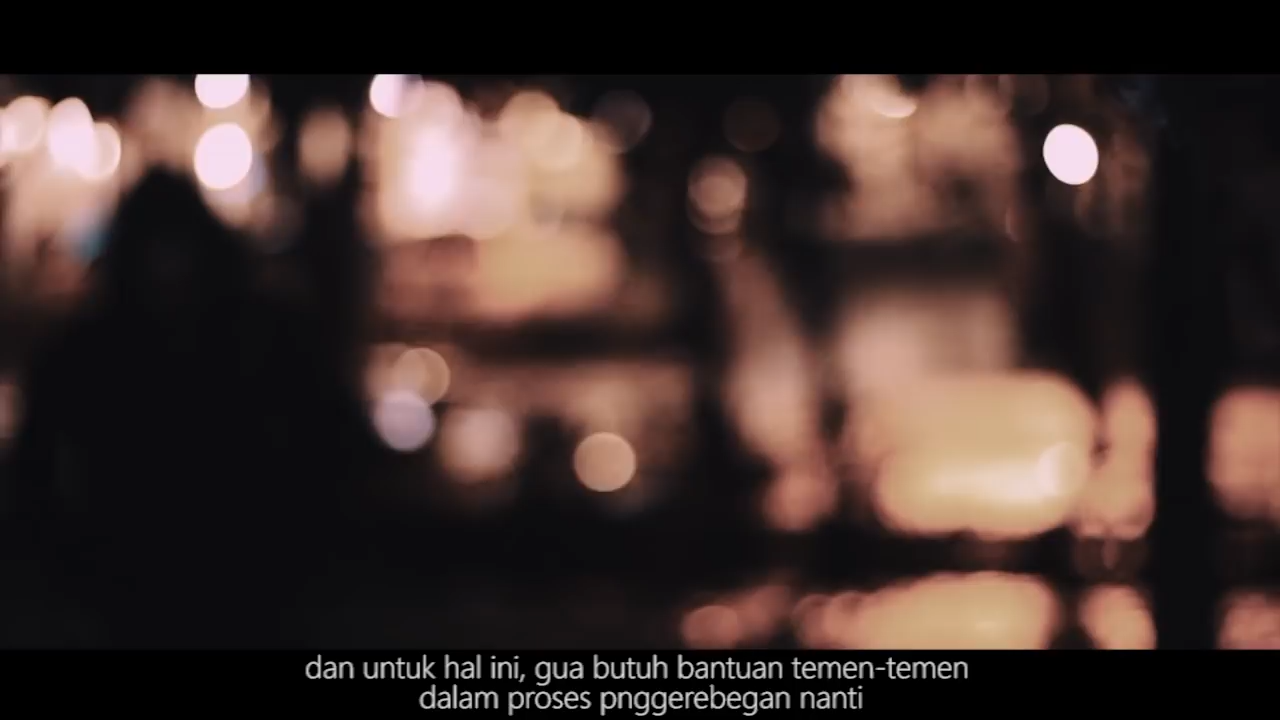 dan untuk hal ini, gua butuh bantuan temen-temen
dalam proses pnggerebegan nanti